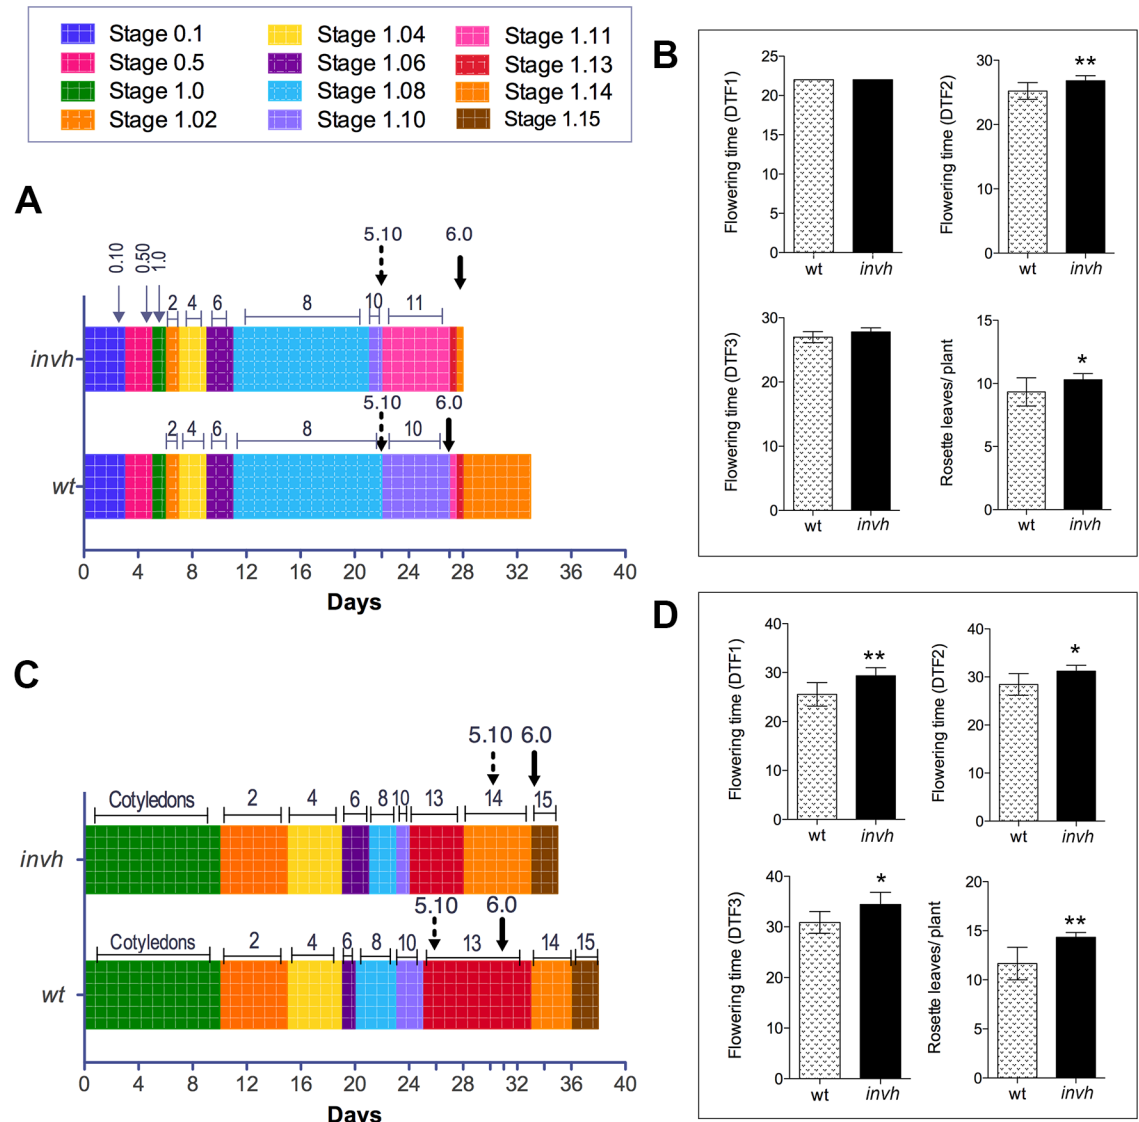 Stage 0.1 Stage 1.04 Stage 1.11
Stage 0.5 Stage 1.06 Stage 1.13
Stage 1.0 Stage 1.08 Stage 1.14
Stage 1.02 Stage 1.10 Stage 1.15
A
0.10 0.50 1.0 5.10 6.0
2 4 6 8 10 11
invh
5.10 6.0
2 4 6 8 10
wt
0 4 8 12 16 20 24 28 32 36 40
Days
B
Flowering time (DTF1)
25
20
15
10
5
0
wt invh
Flowering time (DTF2)
30
20
10
0
**
wt invh
Flowering time (DTF3)
30
20
10
0
wt invh
Rosette leaves/ plant
15
10
5
0
*
wt invh
C
5.10 6.0
Cotyledons 2 4 6 8 10 13 14 15
invh
5.10 6.0
Cotyledons 2 4 6 8 10 13 14 15
wt
0 4 8 12 16 20 24 28 32 36 40
Days
D
Flowering time (DTF1)
40
30
20
10
0
**
wt invh
Flowering time (DTF2)
40
30
20
10
0
*
wt invh
Flowering time (DTF3)
40
30
20
10
0
*
wt invh
Rosette leaves/ plant
20
15
10
5
0
**
wt invh